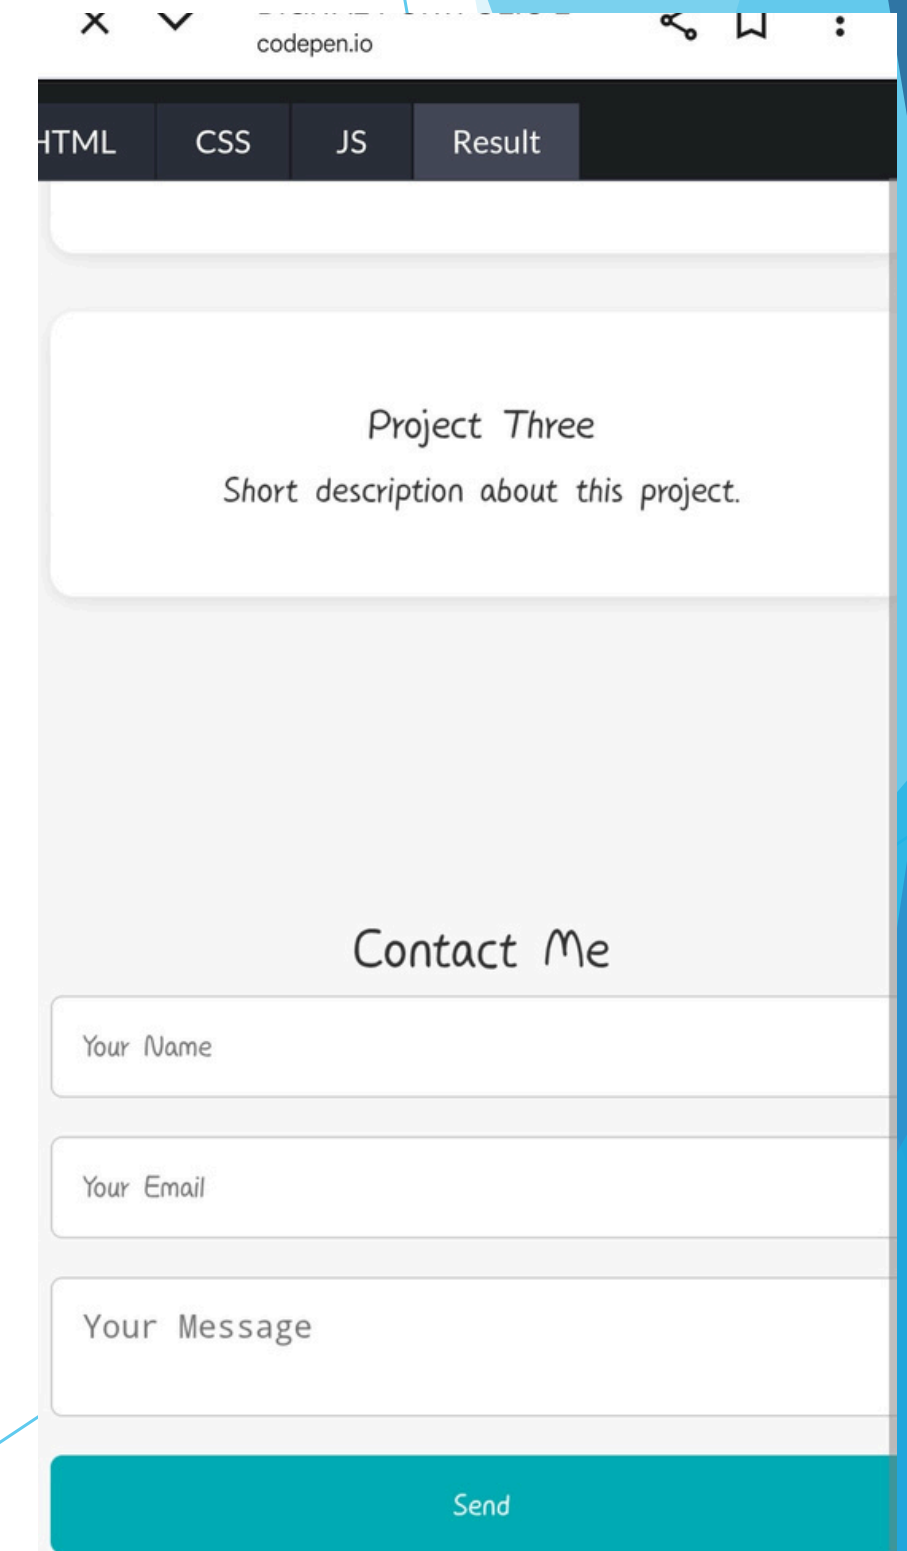 codepen.io
HTML CSS JS Result
Project Three
Short description about this project.
Contact Me
Your Name
Your Email
Your Message
Send